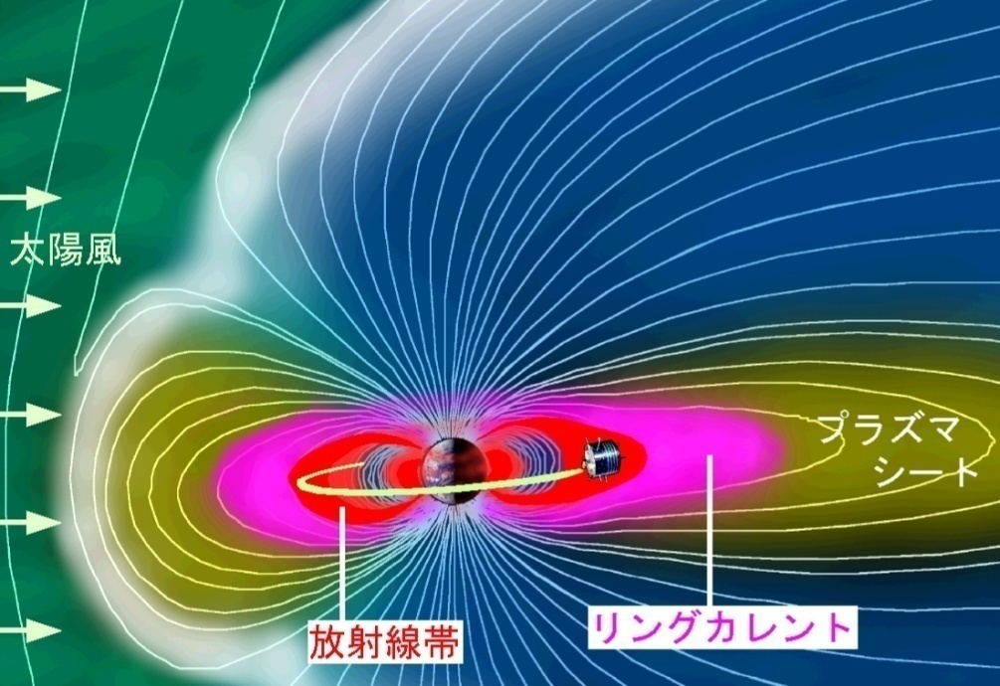 太陽風
プラズマ
シート
放射線帯
リングカレント